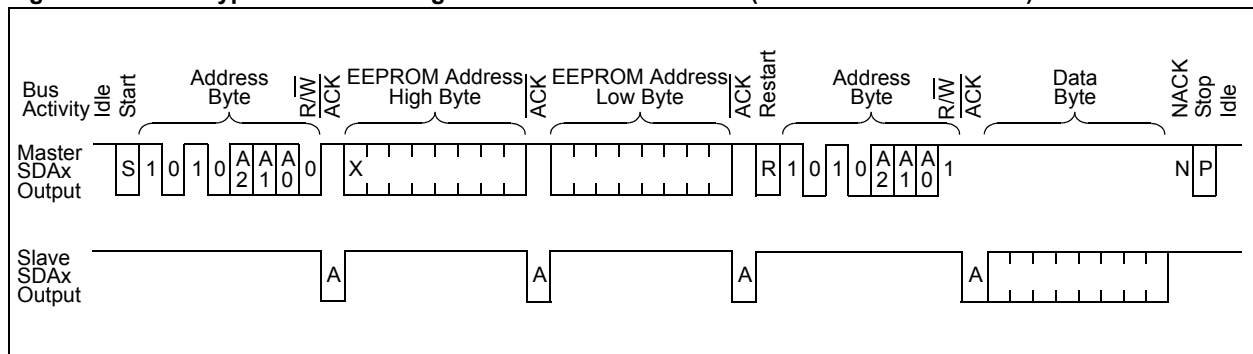 Bus
Activity
Idle
Start
Address
Byte
R/W
ACK
EEPROM Address
High Byte
ACK
EEPROM Address
Low Byte
ACK
Restart
Address
Byte
R/W
ACK
Data
Byte
NACK
Stop
Idle
Master
SDAx
Output
S 1 0 1 0 A2 A1 A0 0 X R 1 0 1 0 A2 A1 A0 1 N P
Slave
SDAx
Output
A A A A